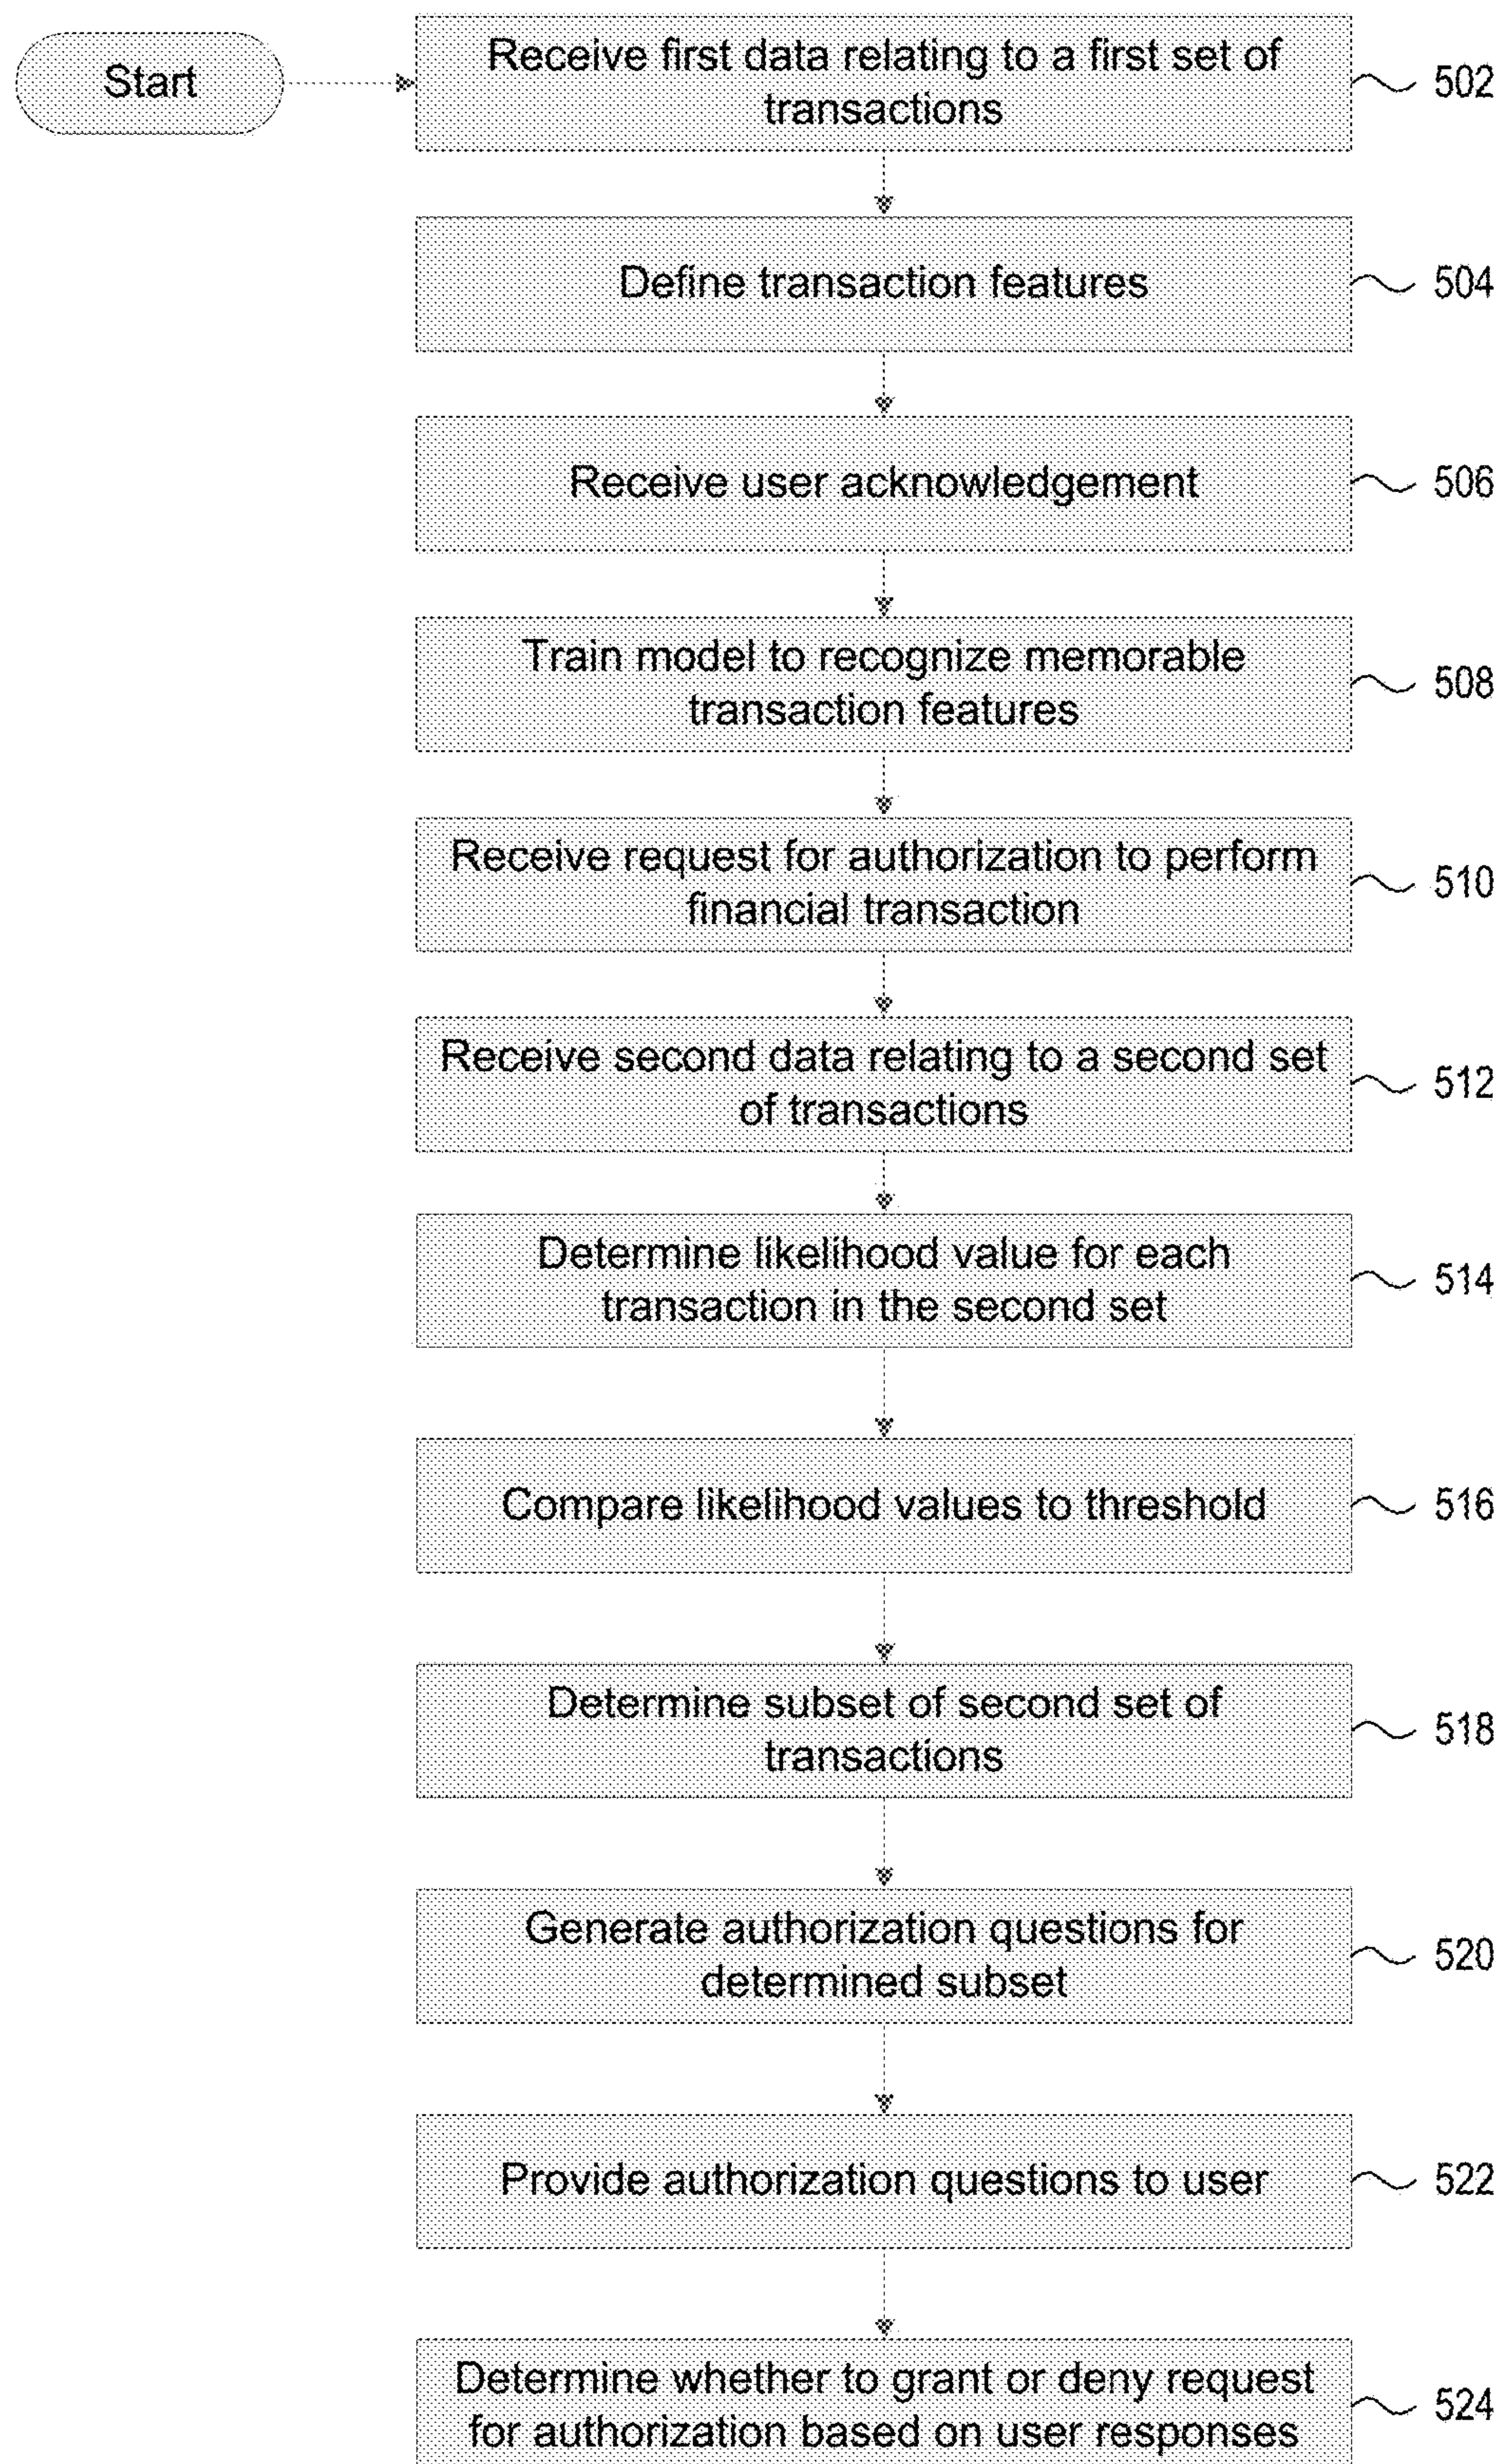 Start
Receive first data relating to a first set of
transactions
502
Define transaction features
504
Receive user acknowledgement
506
Train model to recognize memorable
transaction features
508
Receive request for authorization to perform
financial transaction
510
Receive second data relating to a second set
of transactions
512
Determine likelihood value for each
transaction in the second set
514
Compare likelihood values to threshold
516
Determine subset of second set of
transactions
518
Generate authorization questions for
determined subset
520
Provide authorization questions to user
522
Determine whether to grant or deny request
for authorization based on user responses
524